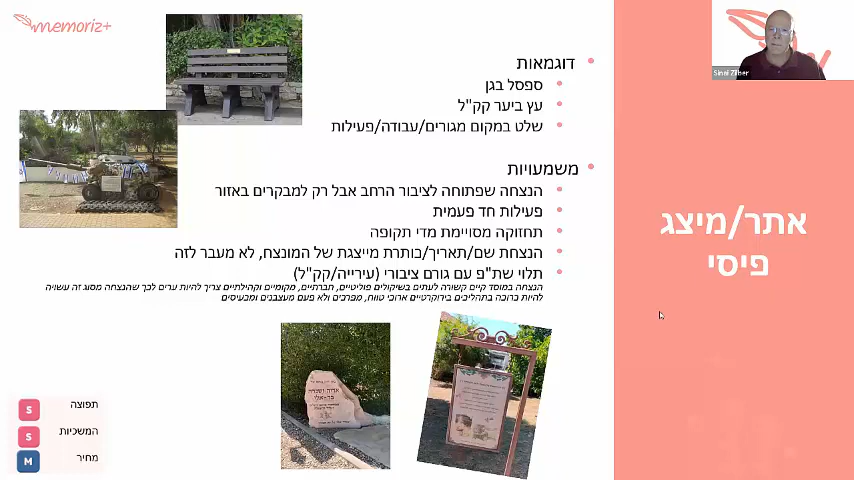 memoriz+
Sinai Zilber
אתר/מיצג
פיסי
דוגמאות
ספסל בגן
עץ ביער קק"ל
שלט במקום מגורים/עבודה/פעילות
משמעויות
הנצחה שפתוחה לציבור הרחב אבל רק למבקרים באזור
פעילות חד פעמית
תחזוקה מסויימת מדי תקופה
הנצחת שם/תאריך/כותרת מייצגת של המונצח, לא מעבר לזה
תלוי שת"פ עם גורם ציבורי (עירייה/קק"ל)
הנצחה במוסד קיים קשורה לעתים בשיקולים פוליטיים, חברתיים, מקומיים וקהילתיים צריך להיות ערים לכך שהנצחה מסוג זה עשויה
להיות כרוכה בתהליכים בירוקרטיים ארוכי טווח, מפרכים ולא פעם מעצבנים ומכעיסים
תפוצה
S
המשכיות
S
מחיר
M